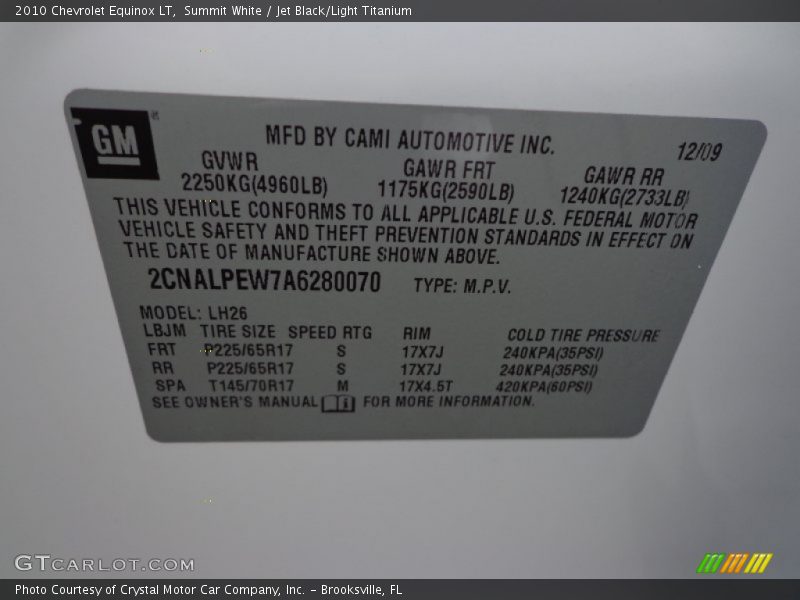 2010 Chevrolet Equinox LT,  Summit White / Jet Black/Light Titanium
GM
MFD BY CAMI AUTOMOTIVE INC.
12/09
GVWR GAWR FRT GAWR RR
2250KG(4960LB) 1175KG(2590LB) 1240KG(2733LB)
THIS VEHICLE CONFORMS TO ALL APPLICABLE U.S. FEDERAL MOTOR
VEHICLE SAFETY AND THEFT PREVENTION STANDARDS IN EFFECT ON
THE DATE OF MANUFACTURE SHOWN ABOVE.
2CNALPEW7A6280070 TYPE: M.P.V.
MODEL: LH26
LBJM TIRE SIZE SPEED RTG RIM COLD TIRE PRESSURE
FRT P225/65R17 S 17X7J 240KPA(35PSI)
RR P225/65R17 S 17X7J 240KPA(35PSI)
SPA T145/70R17 M 17X4.5T 420KPA(60PSI)
SEE OWNER'S MANUAL FOR MORE INFORMATION.
GTCARLOT.COM
Photo Courtesy of Crystal Motor Car Company, Inc. – Brooksville, FL